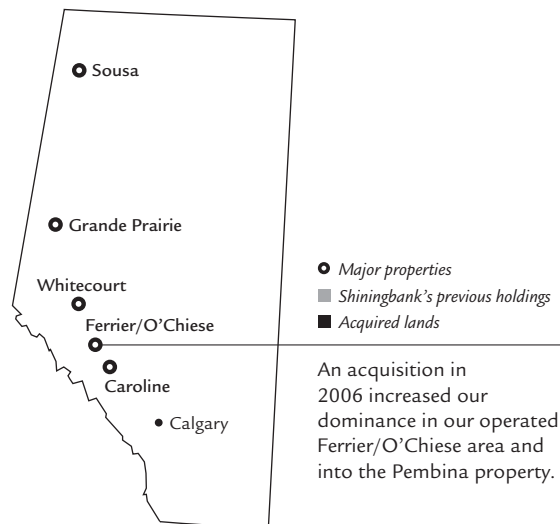 Sousa
Grande Prairie
Whitecourt
Ferrier/O'Chiese
Caroline
Calgary
Major properties
Shiningbank's previous holdings
Acquired lands
An acquisition in
2006 increased our
dominance in our operated
Ferrier/O'Chiese area and
into the Pembina property.